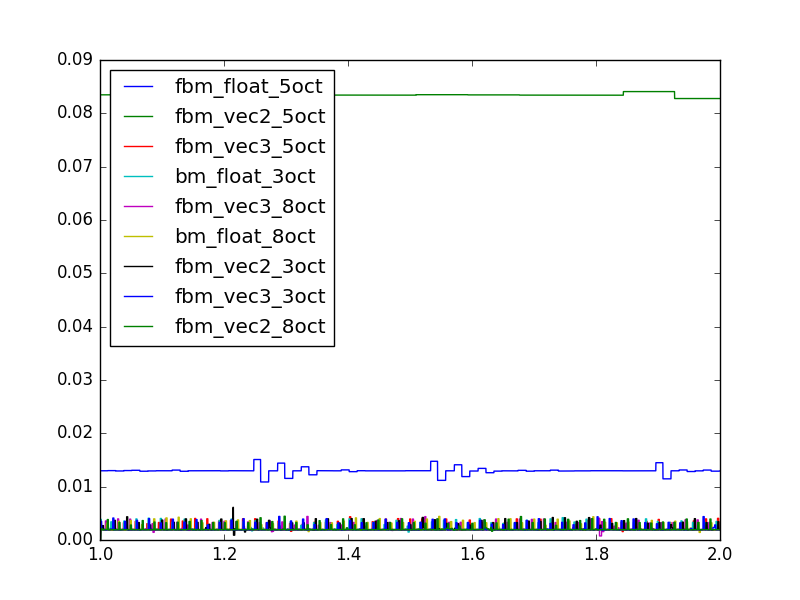 0.09
0.08
0.07
0.06
0.05
0.04
0.03
0.02
0.01
0.00
fbm_float_5oct
fbm_vec2_5oct
fbm_vec3_5oct
bm_float_3oct
fbm_vec3_8oct
bm_float_8oct
fbm_vec2_3oct
fbm_vec3_3oct
fbm_vec2_8oct
1.0 1.2 1.4 1.6 1.8 2.0